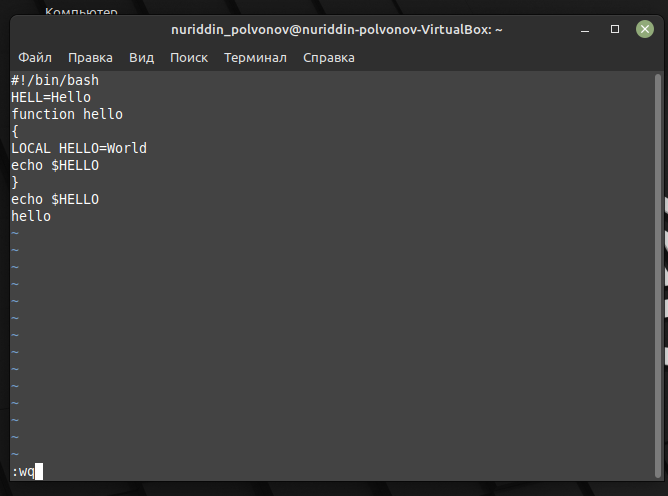 Компьютер
nuriddin_polvonov@nuriddin-polvonov-VirtualBox: ~
Файл Правка Вид Поиск Терминал Справка
#!/bin/bash
HELL=Hello
function hello
{
LOCAL HELLO=World
echo $HELLO
}
echo $HELLO
hello
~
~
~
~
~
~
~
~
~
~
~
~
~
~
:wq